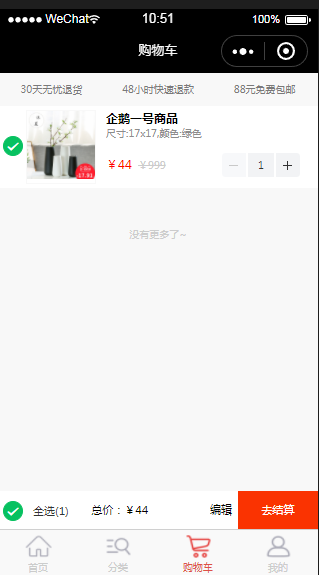 WeChat 10:51 100%
购物车
30天无忧退货 48小时快速退款 88元免费包邮
企鹅一号商品
尺寸:17x17,颜色:绿色
￥44 ￥999 — 1 +
没有更多了~
全选(1) 总价：￥44 编辑 去结算
首页 分类 购物车 我的